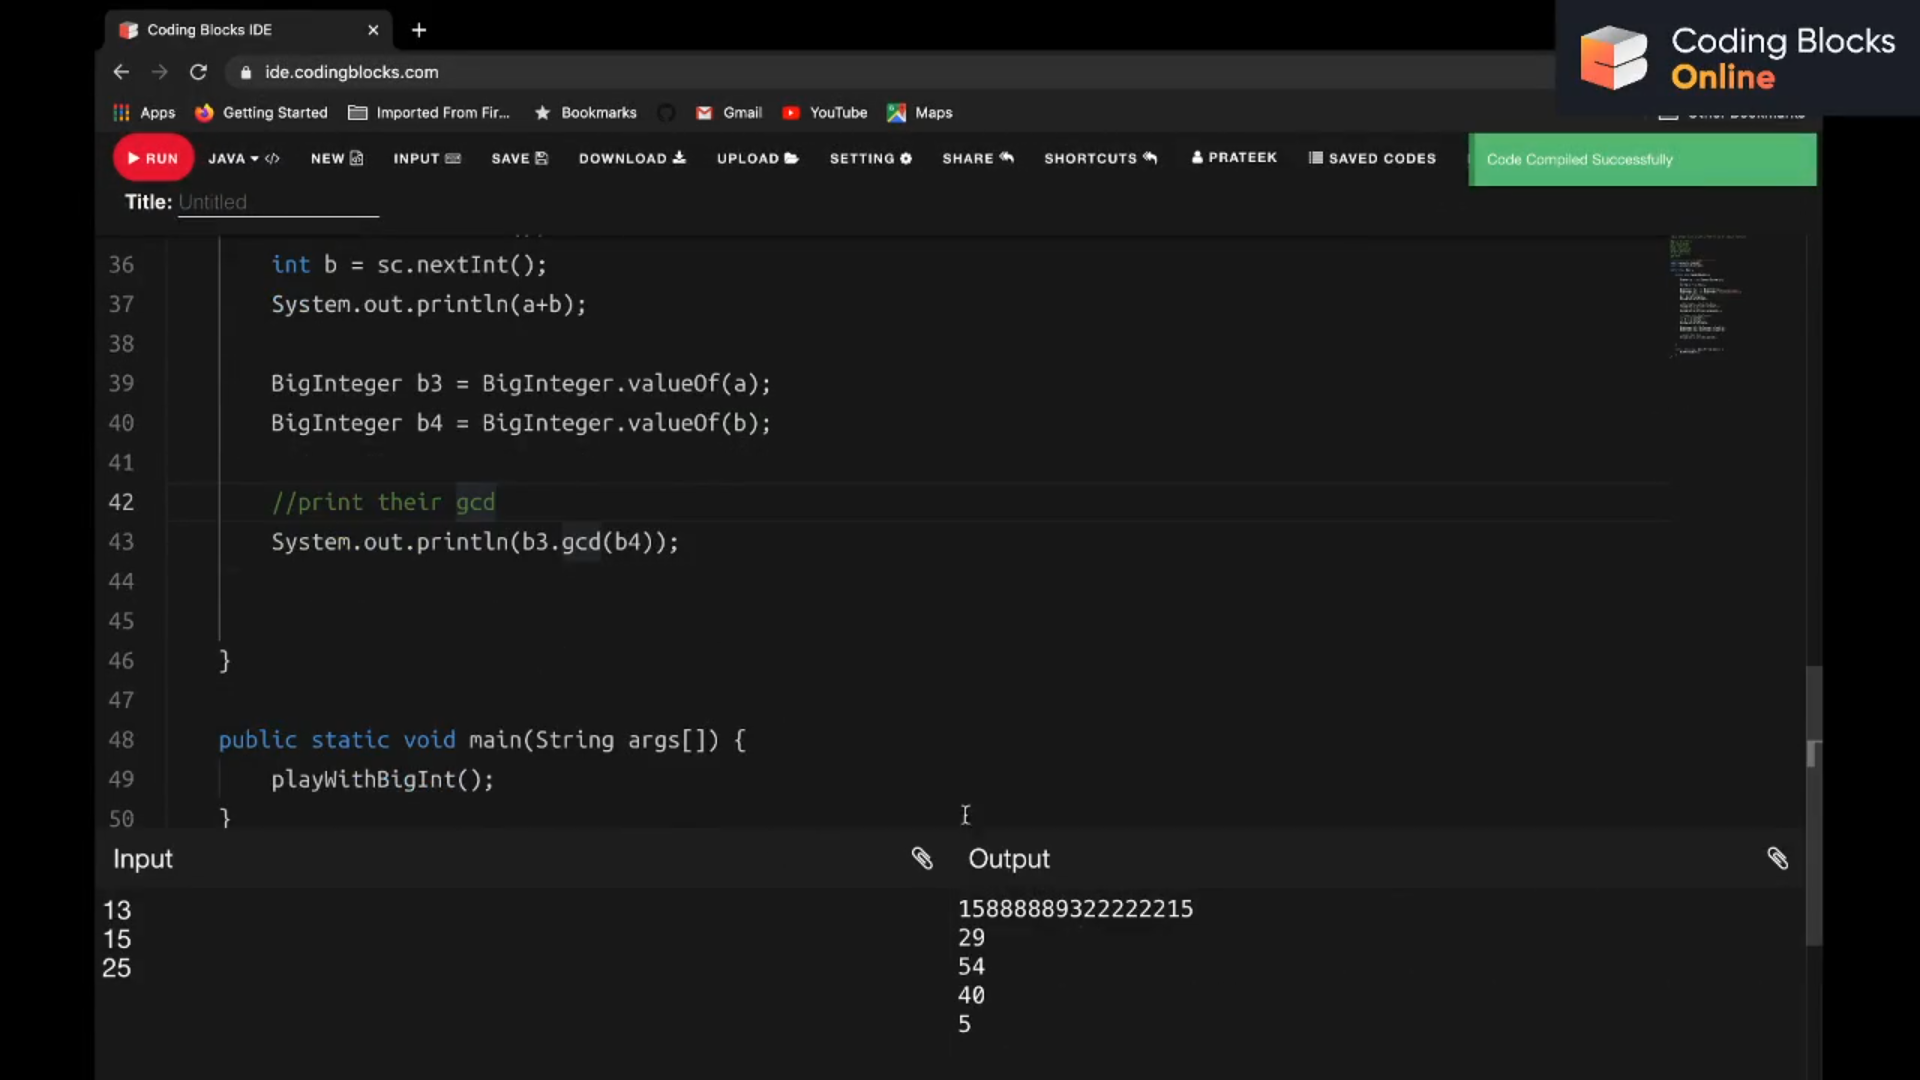 Coding Blocks IDE
Coding Blocks
Online
ide.codingblocks.com
Apps Getting Started Imported From Fir... Bookmarks Gmail YouTube Maps
RUN JAVA NEW INPUT SAVE DOWNLOAD UPLOAD SETTING SHARE SHORTCUTS PRATEEK SAVED CODES Code Compiled Successfully
Title: Untitled
36 int b = sc.nextInt();
37 System.out.println(a+b);
38
39 BigInteger b3 = BigInteger.valueOf(a);
40 BigInteger b4 = BigInteger.valueOf(b);
41
42 //print their gcd
43 System.out.println(b3.gcd(b4));
44
45
46 }
47
48 public static void main(String args[]) {
49 playWithBigInt();
50 }
Input Output
13
15
25
15888889322222215
29
54
40
5